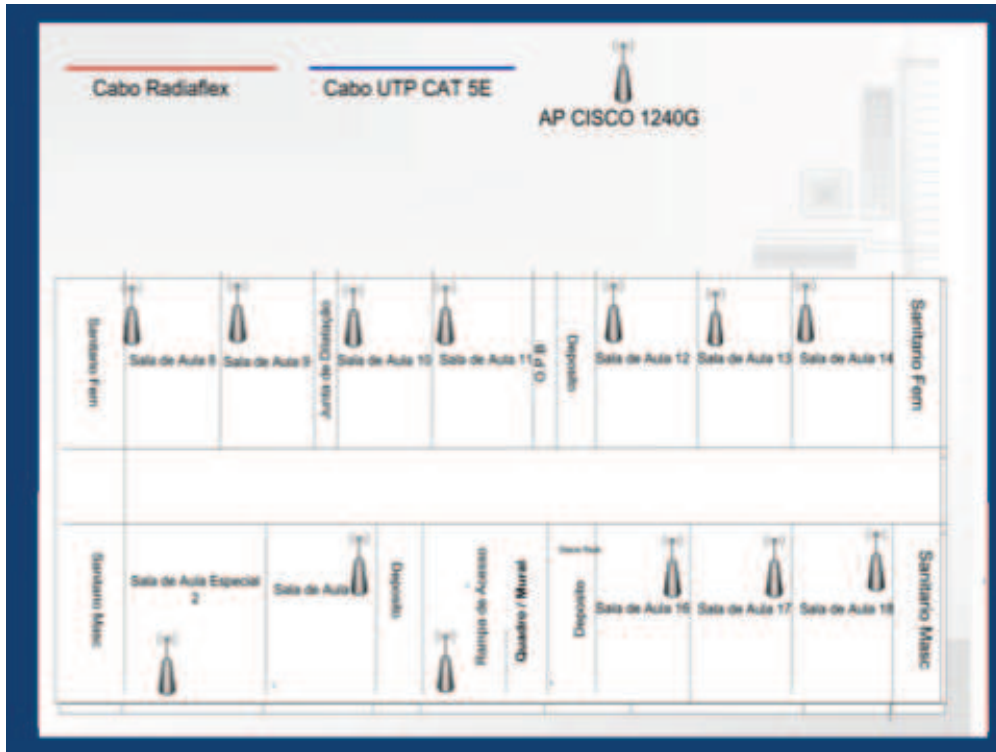 Cabo Radiaflex
Cabo UTP CAT 5E
AP CISCO 1240G
Sanitario Fem
Sala de Aula 8
Sala de Aula 9
Junta de Dilatação
Sala de Aula 10
Sala de Aula 11
Deposito
Sala de Aula 12
Sala de Aula 13
Sala de Aula 14
Sanitario Fem
Sanitario Masc
Sala de Aula Especial
2
Sala de Aula
Deposito
Rampa de Acesso
Quadro / Mural
Deposito
Sala de Aula 16
Sala de Aula 17
Sala de Aula 18
Sanitario Masc